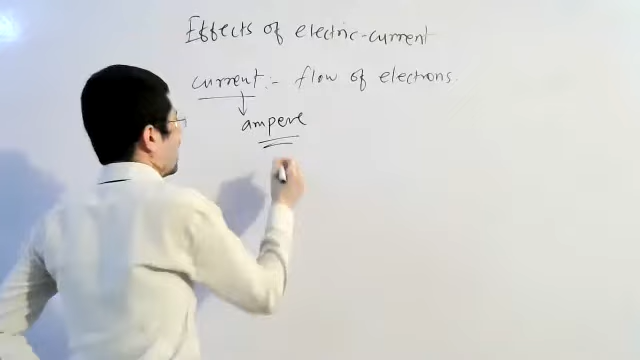 Effects of electric-current
current :- flow of electrons.
ampere